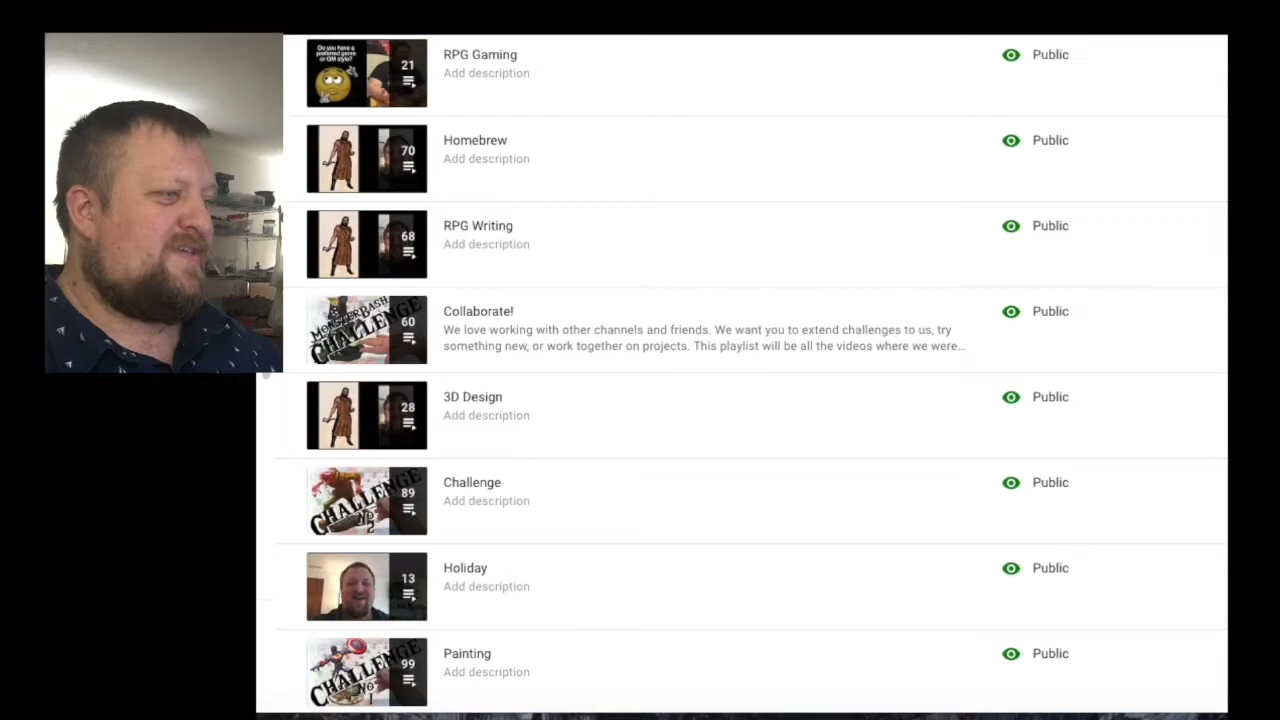 Do you have a
preferred genre
or GM style?
21
RPG Gaming
Add description
Public
70
Homebrew
Add description
Public
68
RPG Writing
Add description
Public
MONSTER BASH
CHALLENGE
60
Collaborate!
We love working with other channels and friends. We want you to extend challenges to us, try
something new, or work together on projects. This playlist will be all the videos where we were...
Public
28
3D Design
Add description
Public
CHALLENGE
No
2
89
Challenge
Add description
Public
13
Holiday
Add description
Public
CHALLENGE
No
1
99
Painting
Add description
Public